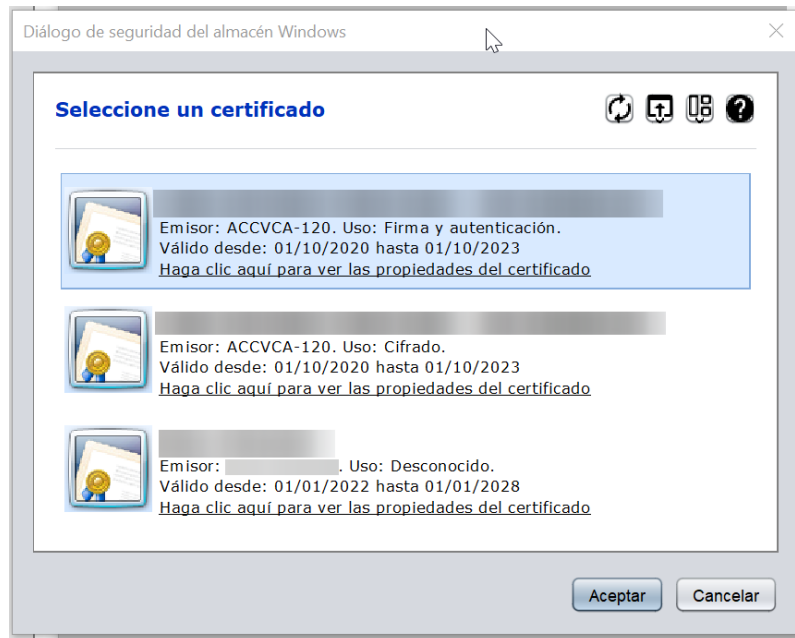 Diálogo de seguridad del almacén Windows
Seleccione un certificado
Emisor: ACCVCA-120. Uso: Firma y autenticación.
Válido desde: 01/10/2020 hasta 01/10/2023
Haga clic aquí para ver las propiedades del certificado
Emisor: ACCVCA-120. Uso: Cifrado.
Válido desde: 01/10/2020 hasta 01/10/2023
Haga clic aquí para ver las propiedades del certificado
Emisor: . Uso: Desconocido.
Válido desde: 01/01/2022 hasta 01/01/2028
Haga clic aquí para ver las propiedades del certificado
Aceptar Cancelar